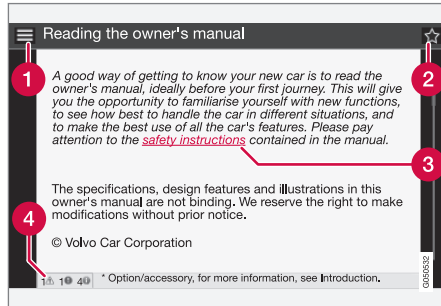 Reading the owner's manual
1
2
A good way of getting to know your new car is to read the
owner's manual, ideally before your first journey. This will give
you the opportunity to familiarise yourself with new functions,
to see how best to handle the car in different situations, and
to make the best use of all the car's features. Please pay
attention to the safety instructions contained in the manual.
3
The specifications, design features and illustrations in this
owner's manual are not binding. We reserve the right to make
modifications without prior notice.
4
© Volvo Car Corporation
1 1 4 * Option/accessory, for more information, see Introduction.
G050532